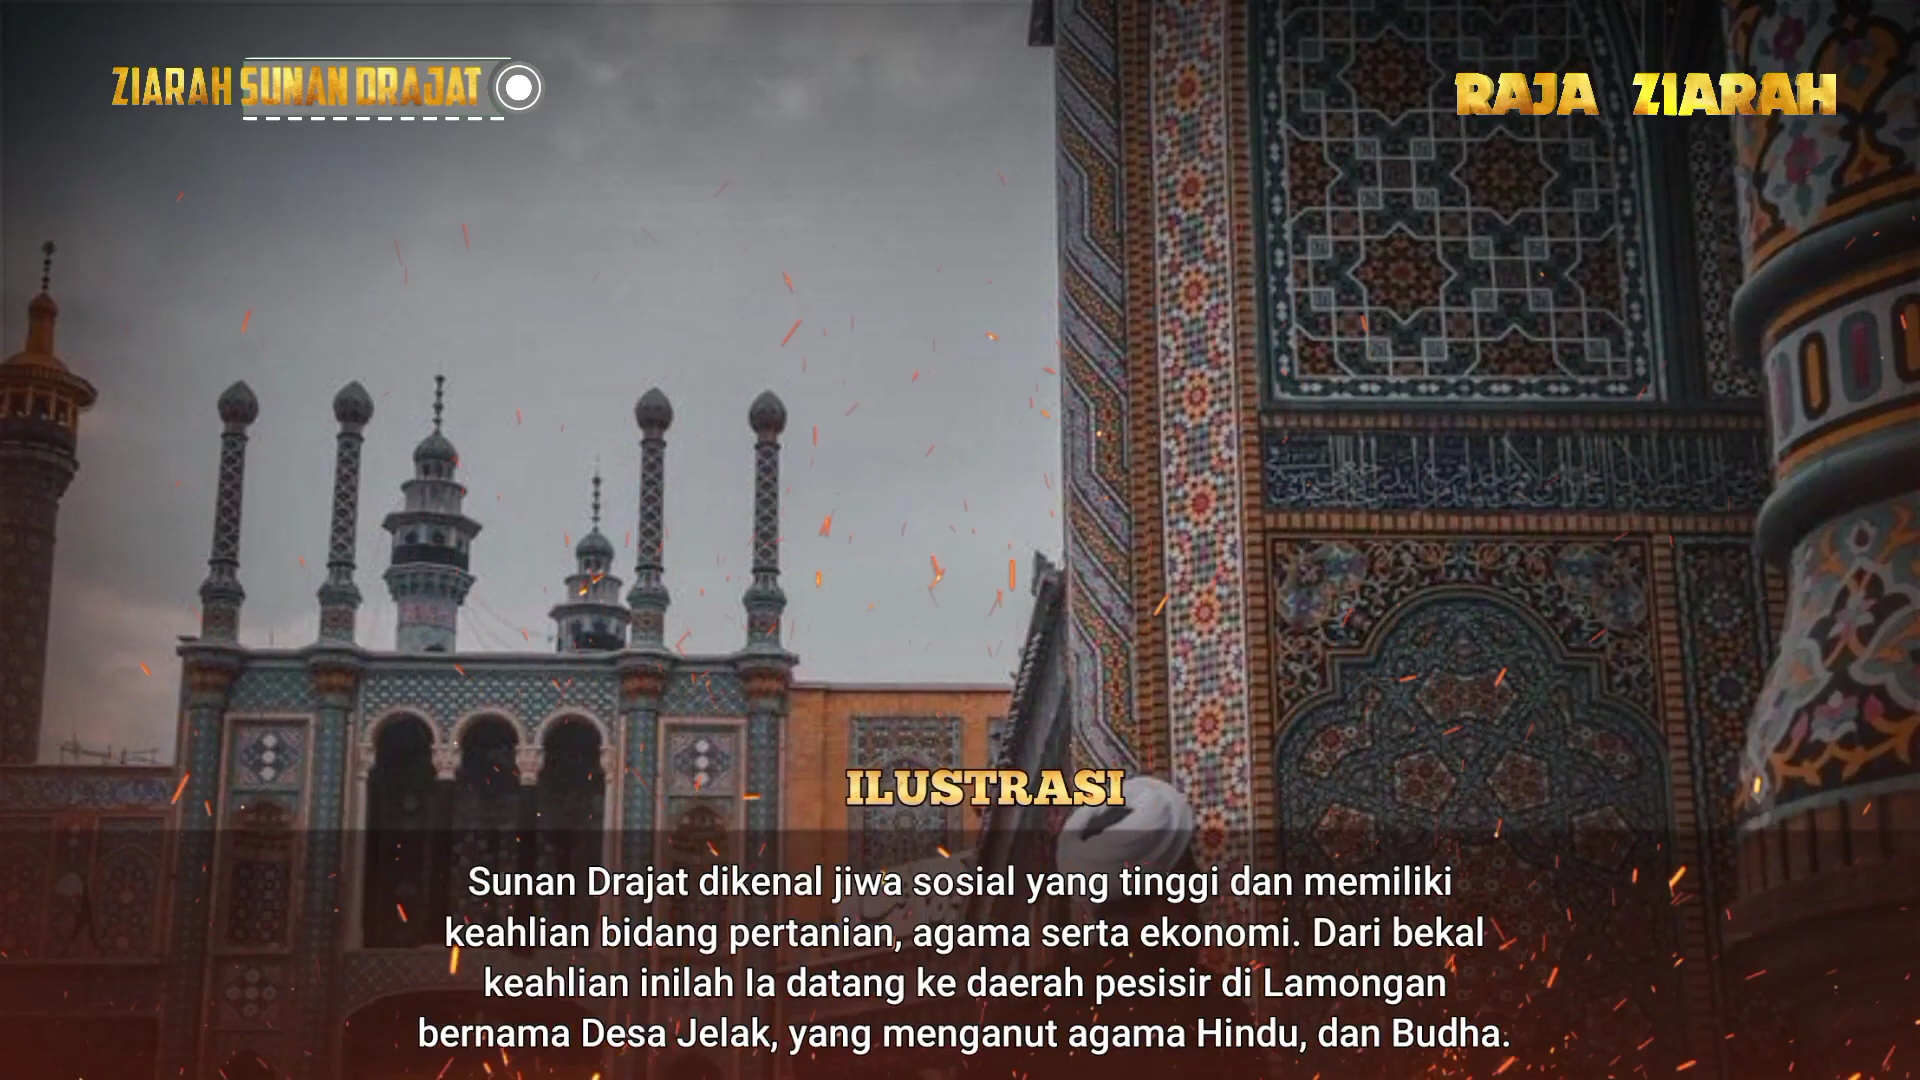 ZIARAH SUNAN DRAJAT
RAJA ZIARAH
ILUSTRASI
Sunan Drajat dikenal jiwa sosial yang tinggi dan memiliki
keahlian bidang pertanian, agama serta ekonomi. Dari bekal
keahlian inilah Ia datang ke daerah pesisir di Lamongan
bernama Desa Jelak, yang menganut agama Hindu, dan Budha.